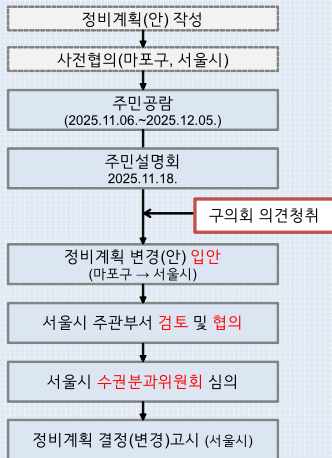 정비계획(안) 작성
사전협의(마포구, 서울시)
주민공람
(2025.11.06.~2025.12.05.)
주민설명회
2025.11.18.
구의회 의견청취
정비계획 변경(안) 입안
(마포구 → 서울시)
서울시 주관부서 검토 및 협의
서울시 수권분과위원회 심의
정비계획 결정(변경)고시 (서울시)